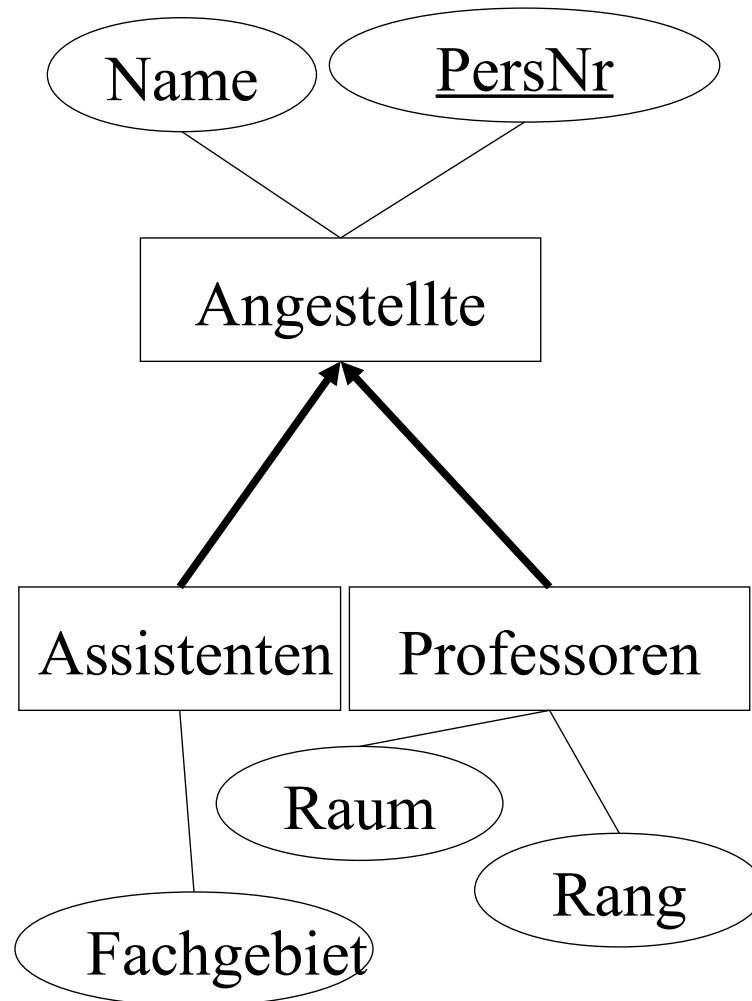 Name
PersNr
Angestellte
Assistenten
Professoren
Raum
Rang
Fachgebiet